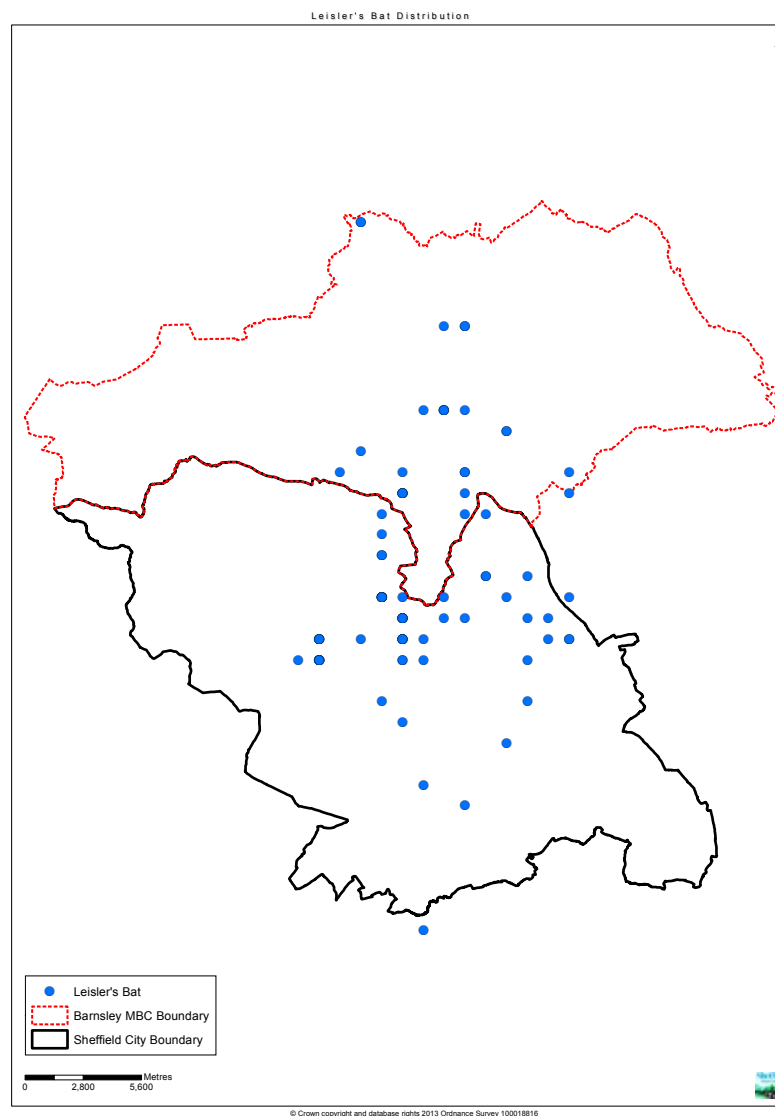 Leisler's Bat Distribution
Leisler's Bat
Barnsley MBC Boundary
Sheffield City Boundary
Metres
0 2,800 5,600
© Crown copyright and database rights 2013 Ordnance Survey 100018816